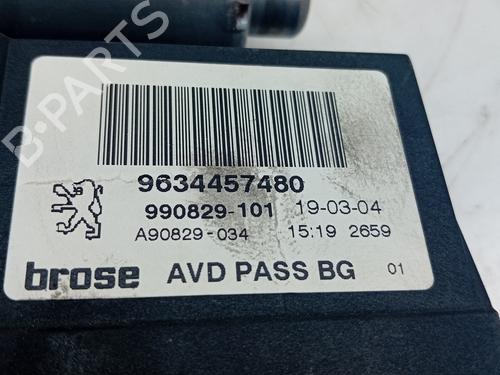 B-PARTS
9634457480
990829-101 19-03-04
A90829-034 15:19 2659
brose AVD PASS BG 01